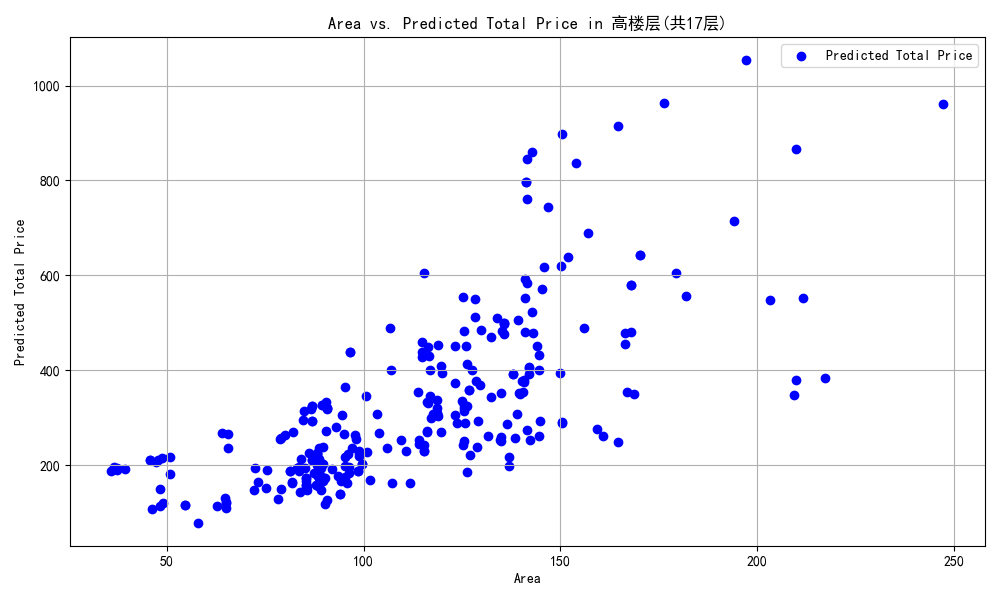 Area vs. Predicted Total Price in 高楼层(共17层)
Predicted Total Price
Predicted Total Price
1000
800
600
400
200
50
100
150
200
250
Area